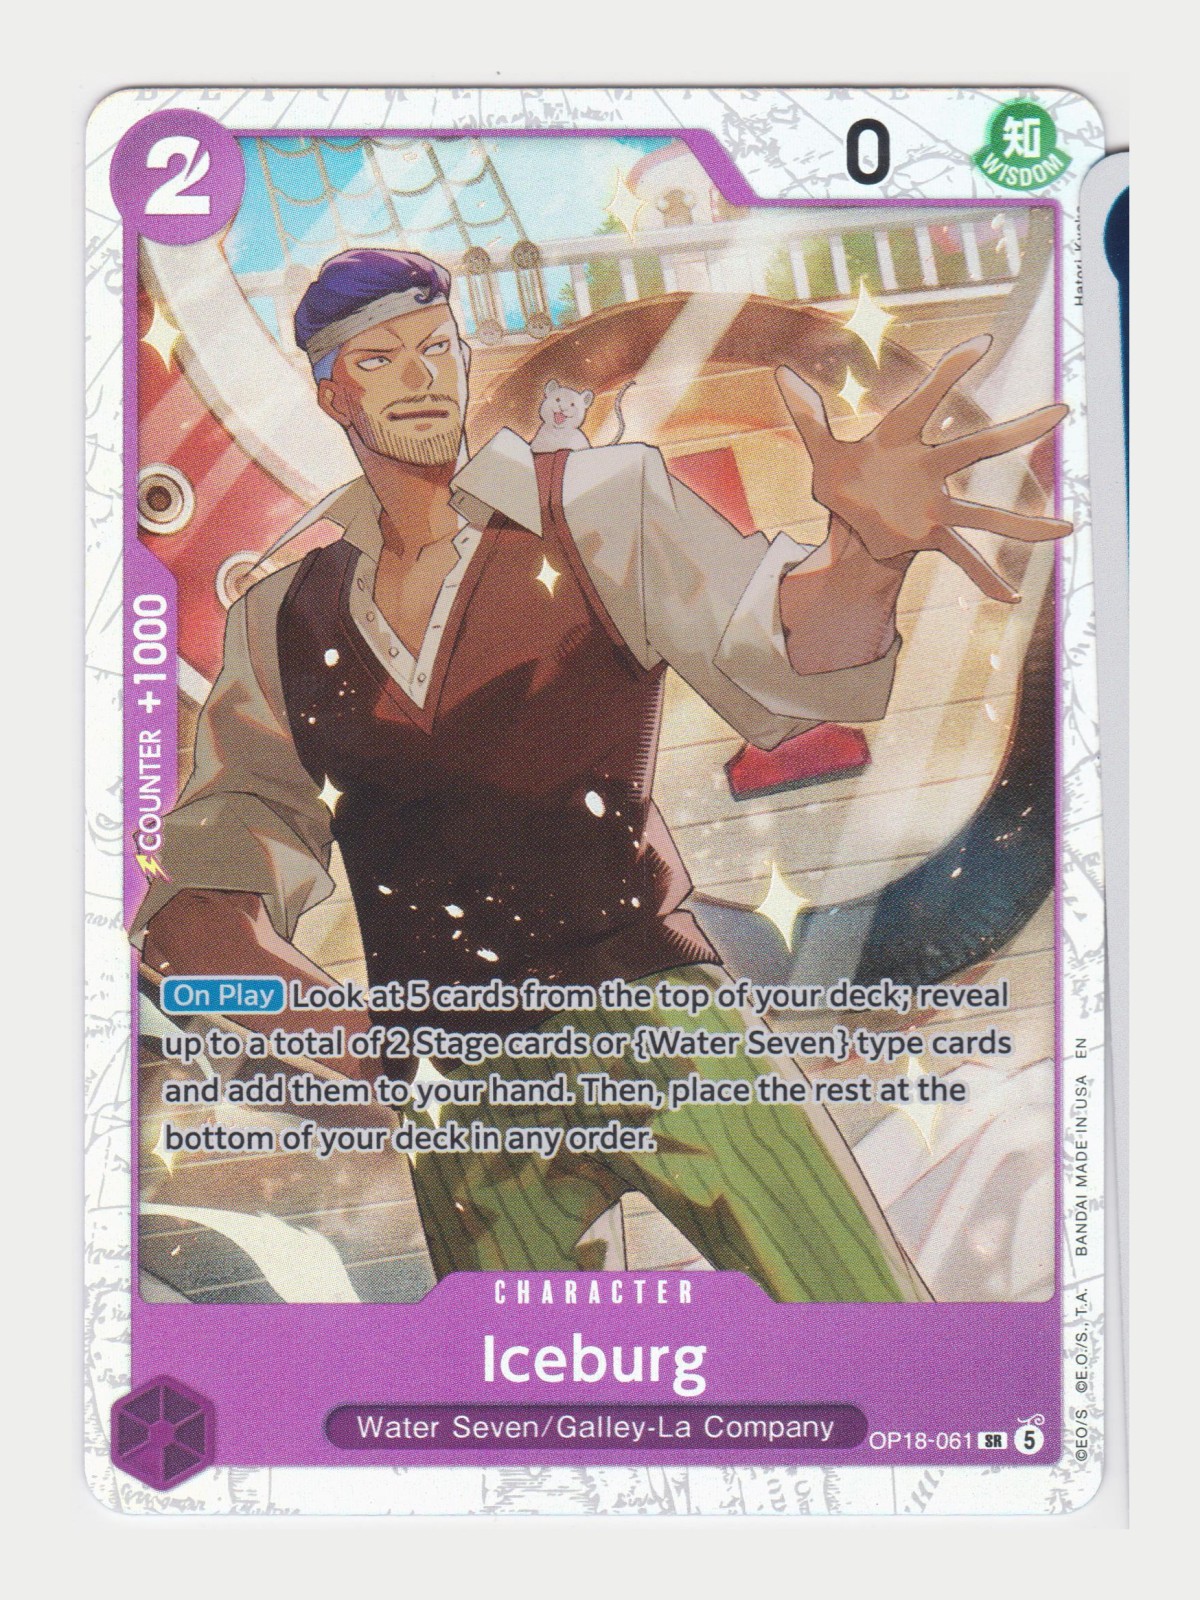 2
0
知
WISDOM
Hatori Kyoka
COUNTER +1000
On Play Look at 5 cards from the top of your deck; reveal
up to a total of 2 Stage cards or {Water Seven} type cards
and add them to your hand. Then, place the rest at the
bottom of your deck in any order.
CHARACTER
Iceburg
Water Seven/Galley-La Company
OP18-061 SR 5
©EO/S ©E.O./S., T.A. BANDAI MADE IN USA EN